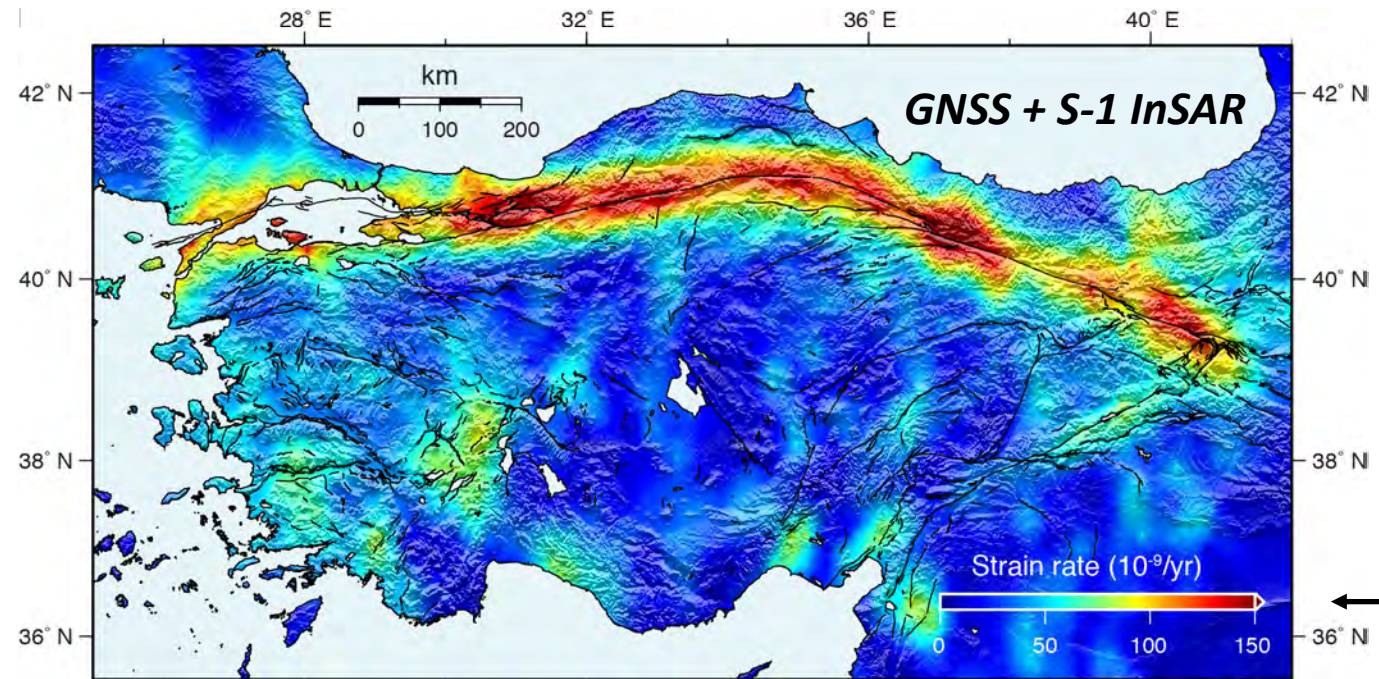 28° E 32° E 36° E 40° E
42° N 42° N
km
0 100 200
GNSS + S-1 InSAR
40° N 40° N
38° N 38° N
Strain rate (10⁻⁹/yr)
36° N 36° N
0 50 100 150